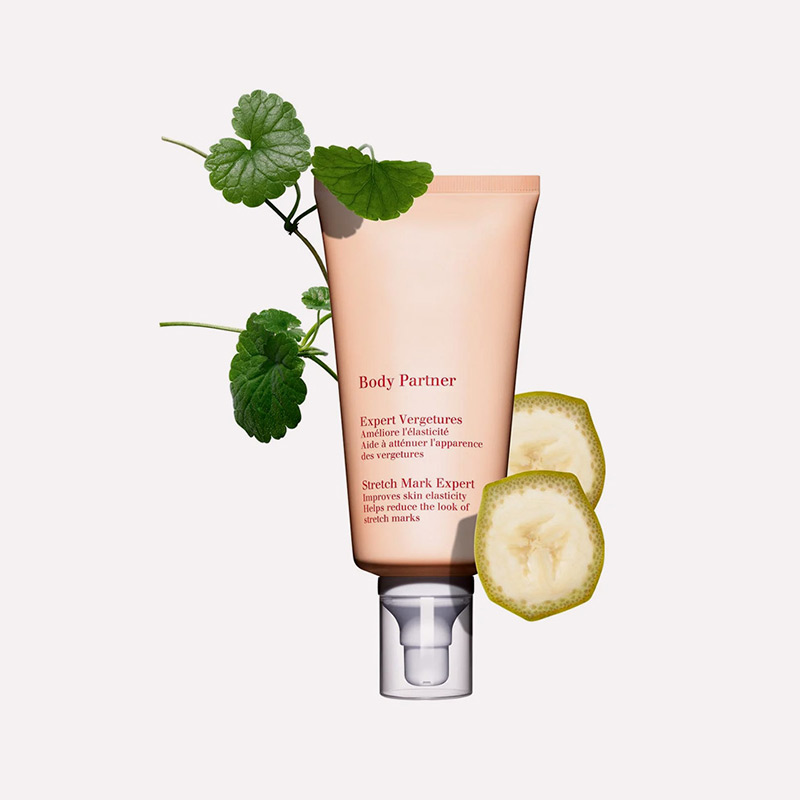 Body Partner
Expert Vergetures
Améliore l'élasticité
Aide à atténuer l'apparence
des vergetures
Stretch Mark Expert
Improves skin elasticity
Helps reduce the look of
stretch marks